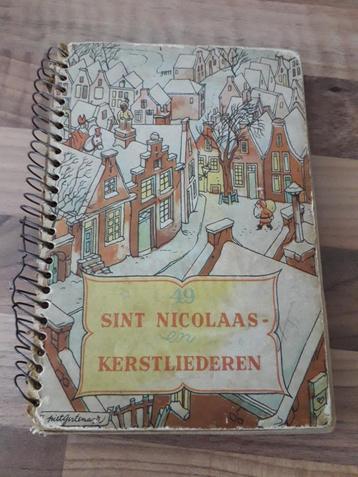 49
SINT NICOLAAS-
en
KERSTLIEDEREN